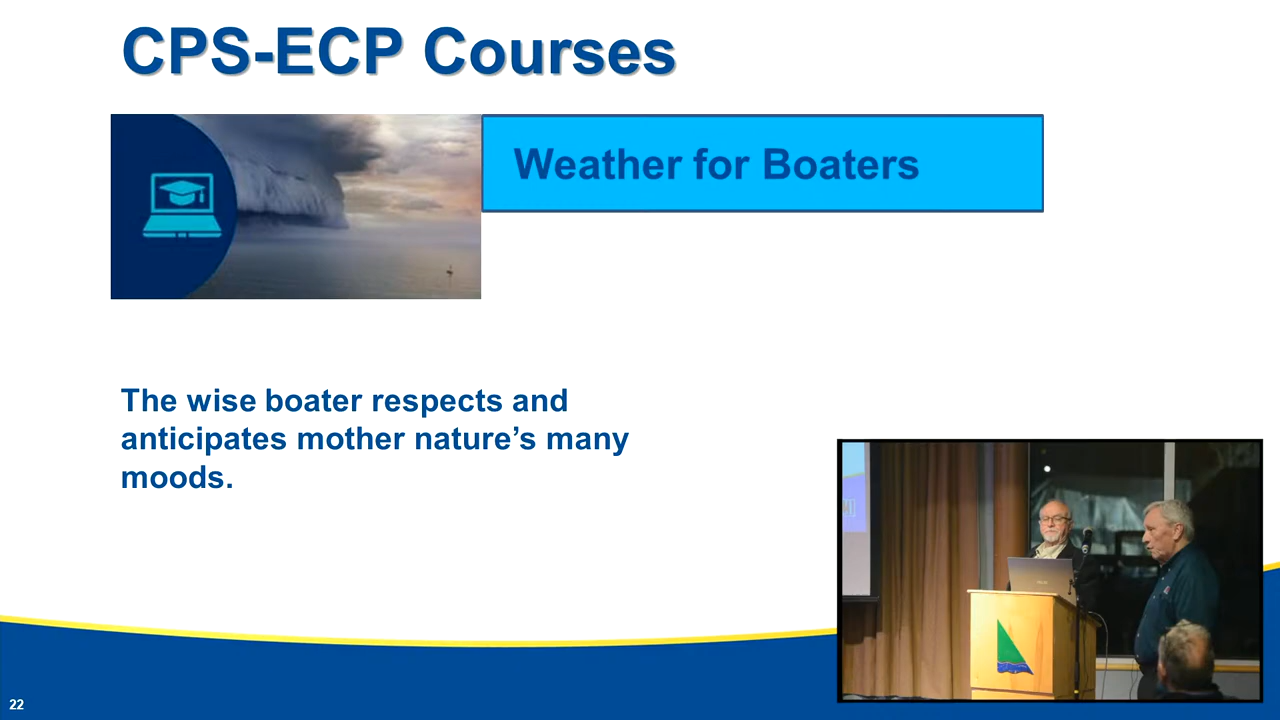 CPS-ECP Courses
Weather for Boaters
The wise boater respects and
anticipates mother nature’s many
moods.
22